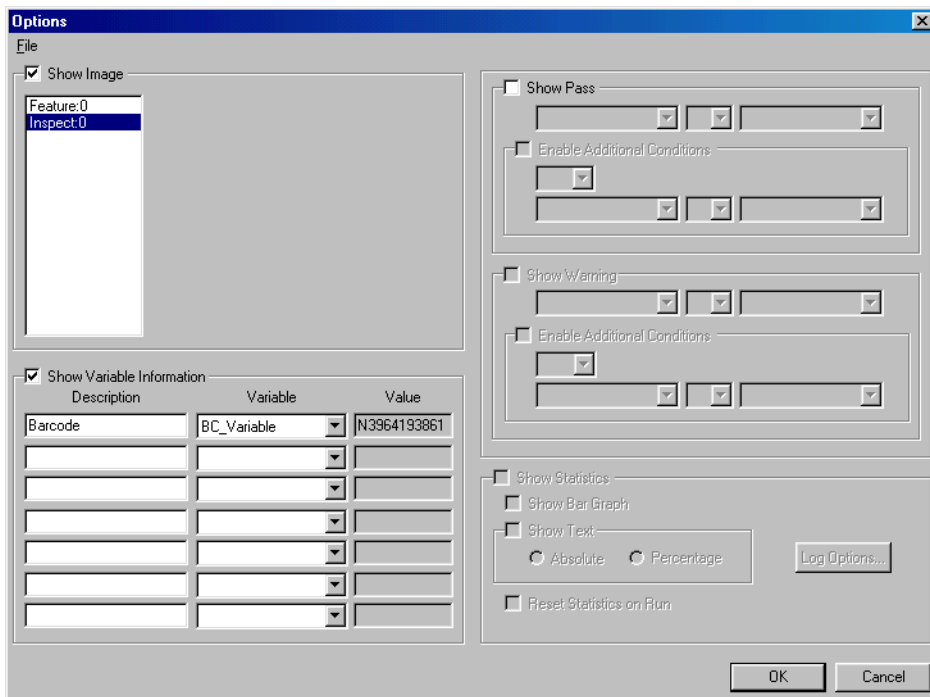 Options
File
Show Image
Feature:0
Inspect:0
Show Variable Information
Description Variable Value
Barcode BC_Variable N3964193861
Show Pass
Enable Additional Conditions
Show Warning
Enable Additional Conditions
Show Statistics
Show Bar Graph
Show Text
Absolute Percentage
Log Options...
Reset Statistics on Run
OK Cancel